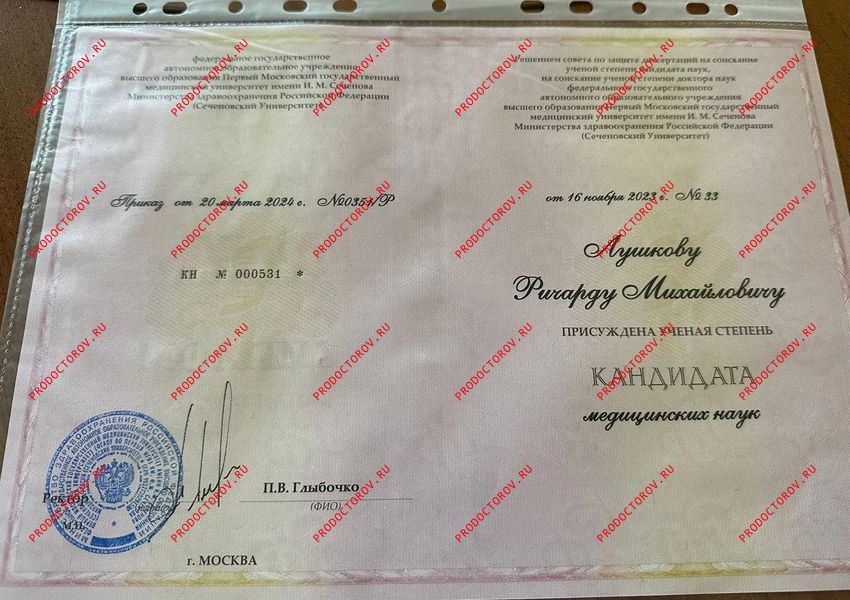 федеральное государственное
автономное образовательное учреждение
высшего образования Первый Московский государственный
медицинский университет имени И. М. Сеченова
Министерства здравоохранения Российской Федерации
(Сеченовский Университет)
Приказ от 20 марта 2024 г. №0351/Р
КН № 000531 *
Ректор
М.П.
П.В. Глыбочко
(ФИО)
г. МОСКВА
Решением совета по защите диссертаций на соискание
ученой степени кандидата наук,
на соискание ученой степени доктора наук
федерального государственного
автономного образовательного учреждения
высшего образования Первый Московский государственный
медицинский университет имени И. М. Сеченова
Министерства здравоохранения Российской Федерации
(Сеченовский Университет)
от 16 ноября 2023 г. № 33
Лушкову
Ричарду Михайловичу
ПРИСУЖДЕНА УЧЕНАЯ СТЕПЕНЬ
КАНДИДАТА
медицинских наук
PRODOCTOROV.RU